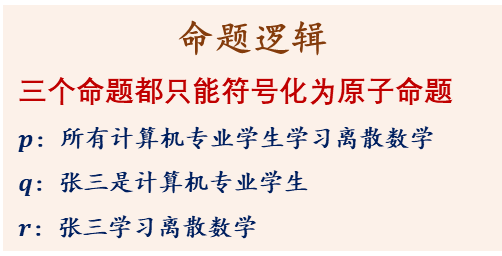 命题逻辑
三个命题都只能符号化为原子命题
p：所有计算机专业学生学习离散数学
q：张三是计算机专业学生
r：张三学习离散数学